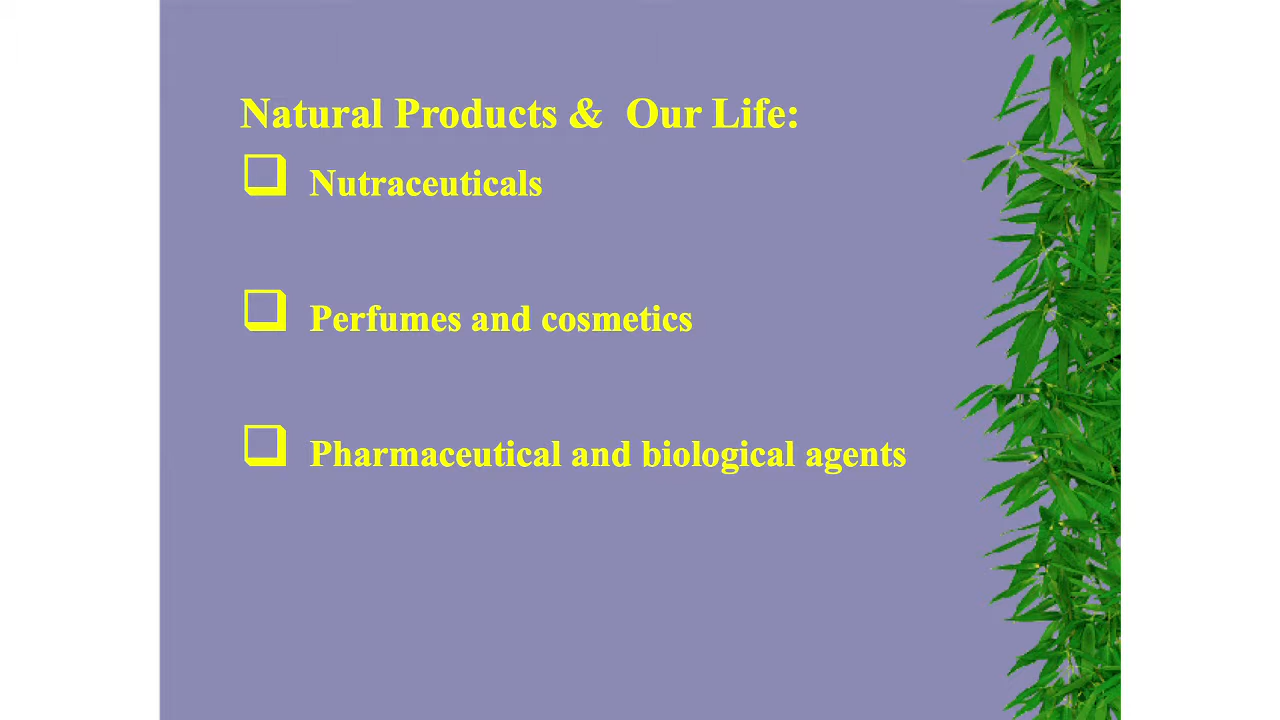 Natural Products &  Our Life:
Nutraceuticals
Perfumes and cosmetics
Pharmaceutical and biological agents